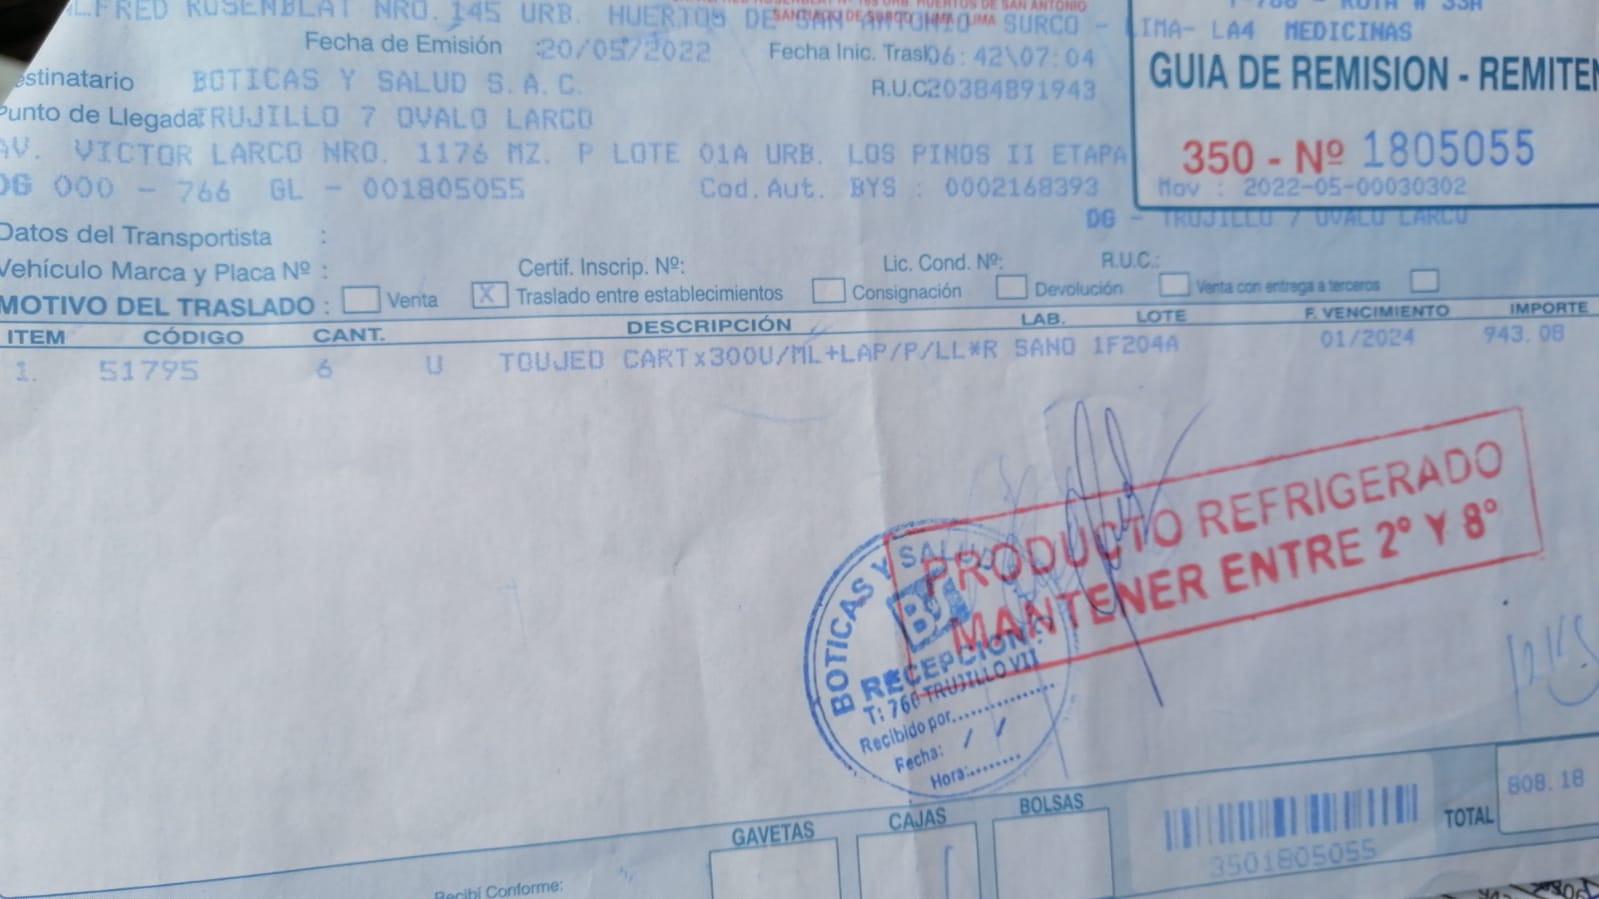 ALFRED ROSENBLAT NRO. 145 URB. HUERTOS DE SAN ANTONIO SURCO - LIMA- LA4 MEDICINAS
SANTIAGO DE SURCO - LIMA - LIMA
Fecha de Emisión :20/05/2022 Fecha Inic. Trasl 06:42\07:04
estinatario BOTICAS Y SALUD S.A.C. R.U.C 20384891943
GUIA DE REMISION - REMITEN
Punto de Llegada: TRUJILLO 7 OVALO LARCO
350 - Nº 1805055
AV. VICTOR LARCO NRO. 1176 MZ. P LOTE 01A URB. LOS PINOS II ETAPA
DG 000 - 766 GL - 001805055 Cod.Aut. BYS : 0002168393 Mov : 2022-05-00030302
DG - TRUJILLO 7 OVALO LARCO
Datos del Transportista :
Vehículo Marca y Placa Nº : Certif. Inscrip. Nº: Lic. Cond. Nº: R.U.C.:
MOTIVO DEL TRASLADO : Venta X Traslado entre establecimientos Consignación Devolución Venta con entrega a terceros
ITEM CÓDIGO CANT. DESCRIPCIÓN LAB. LOTE F. VENCIMIENTO IMPORTE
1. 51795 6 U TOUJEO CARTx300U/ML+LAP/P/LL*R SANO 1F204A 01/2024 943.08
PRODUCTO REFRIGERADO
MANTENER ENTRE 2° Y 8°
BOTICAS Y SALUD
BS
RECEPCION
T: 766 TRUJILLO VII
Recibido por..............
Fecha: / /
Hora:........
GAVETAS CAJAS BOLSAS
TOTAL 808.18
3501805055
Recibí Conforme: